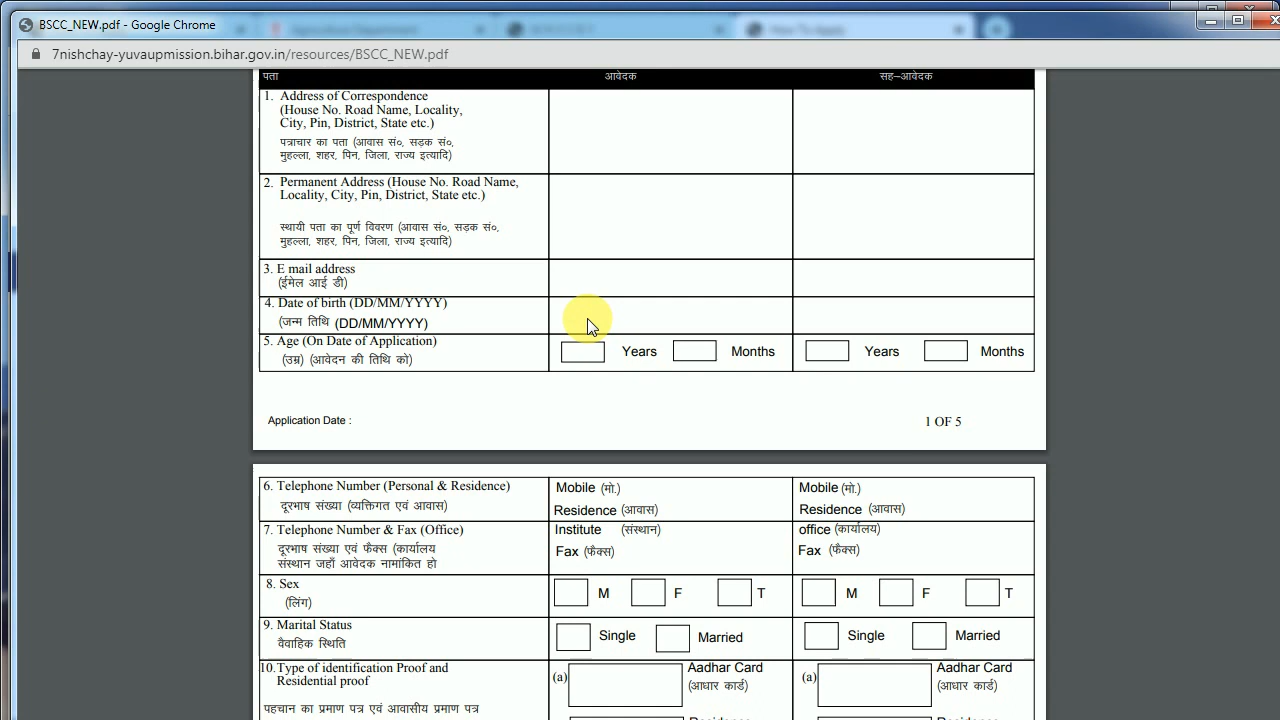 BSCC_NEW.pdf - Google Chrome
7nishchay-yuvaupmission.bihar.gov.in/resources/BSCC_NEW.pdf
पता आवेदक सह–आवेदक
1. Address of Correspondence
(House No. Road Name, Locality,
City, Pin, District, State etc.)
पत्राचार का पता (आवास सं०, सड़क सं०,
मुहल्ला, शहर, पिन, जिला, राज्य इत्यादि)
2. Permanent Address (House No. Road Name,
Locality, City, Pin, District, State etc.)
स्थायी पता का पूर्ण विवरण (आवास सं०, सड़क सं०,
मुहल्ला, शहर, पिन, जिला, राज्य इत्यादि)
3. E mail address
(ईमेल आई डी)
4. Date of birth (DD/MM/YYYY)
(जन्म तिथि (DD/MM/YYYY)
5. Age (On Date of Application)
(उम्र) (आवेदन की तिथि को)
Years Months Years Months
Application Date :
1 OF 5
6. Telephone Number (Personal & Residence)
दूरभाष संख्या (व्यक्तिगत एवं आवास)
Mobile (मो.)
Residence (आवास)
Mobile (मो.)
Residence (आवास)
7. Telephone Number & Fax (Office)
दूरभाष संख्या एवं फैक्स (कार्यालय
संस्थान जहाँ आवेदक नामांकित हो
Institute (संस्थान)
Fax (फैक्स)
office (कार्यालय)
Fax (फैक्स)
8. Sex
(लिंग)
M F T M F T
9. Marital Status
वैवाहिक स्थिति
Single Married Single Married
10.Type of identification Proof and
Residential proof
पहचान का प्रमाण पत्र एवं आवासीय प्रमाण पत्र
(a) Aadhar Card
(आधार कार्ड)
(a) Aadhar Card
(आधार कार्ड)